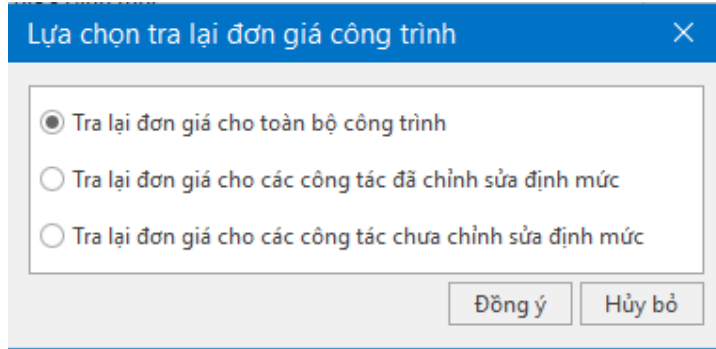 Lựa chọn tra lại đơn giá công trình
Tra lại đơn giá cho toàn bộ công trình
Tra lại đơn giá cho các công tác đã chỉnh sửa định mức
Tra lại đơn giá cho các công tác chưa chỉnh sửa định mức
Đồng ý Hủy bỏ